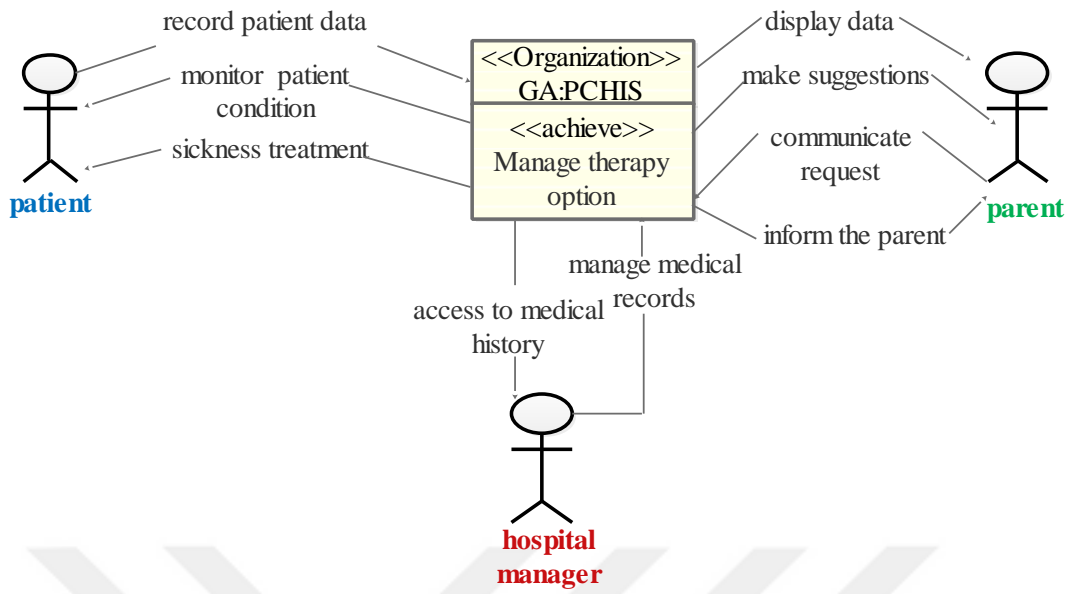 record patient data
monitor patient
condition
sickness treatment
patient
<<Organization>>
GA:PCHIS
<<achieve>>
Manage therapy
option
display data
make suggestions
communicate
request
inform the parent
parent
manage medical
records
access to medical
history
hospital
manager